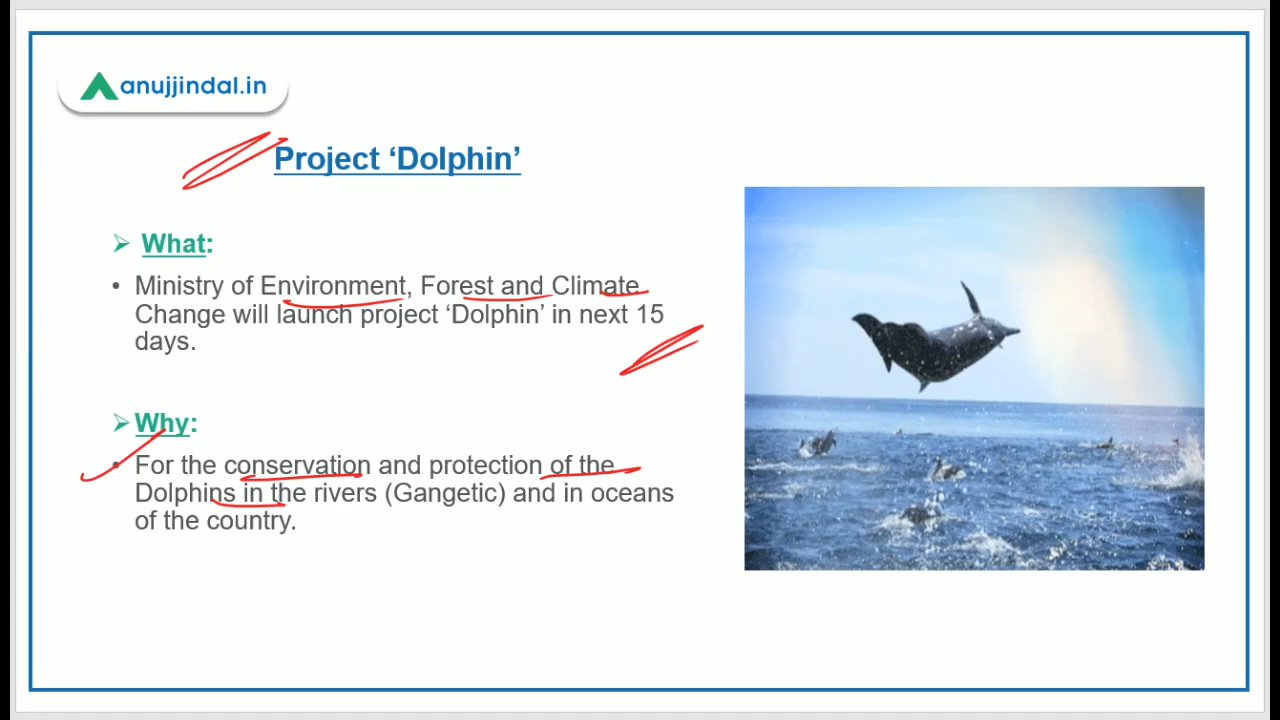 anujjindal.in
Project ‘Dolphin’
➢ What:
• Ministry of Environment, Forest and Climate
Change will launch project ‘Dolphin’ in next 15
days.
➢ Why:
• For the conservation and protection of the
Dolphins in the rivers (Gangetic) and in oceans
of the country.